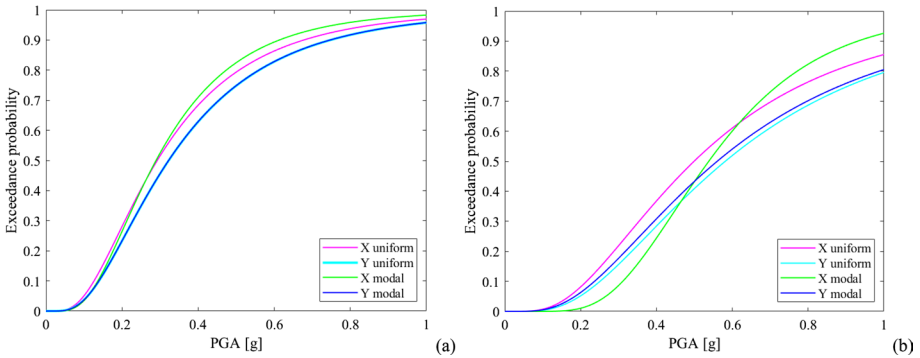 Exceedance probability
1
0.9
0.8
0.7
0.6
0.5
0.4
0.3
0.2
0.1
0
0 0.2 0.4 0.6 0.8 1
PGA [g]
X uniform
Y uniform
X modal
Y modal
(a)
Exceedance probability
1
0.9
0.8
0.7
0.6
0.5
0.4
0.3
0.2
0.1
0
0 0.2 0.4 0.6 0.8 1
PGA [g]
X uniform
Y uniform
X modal
Y modal
(b)